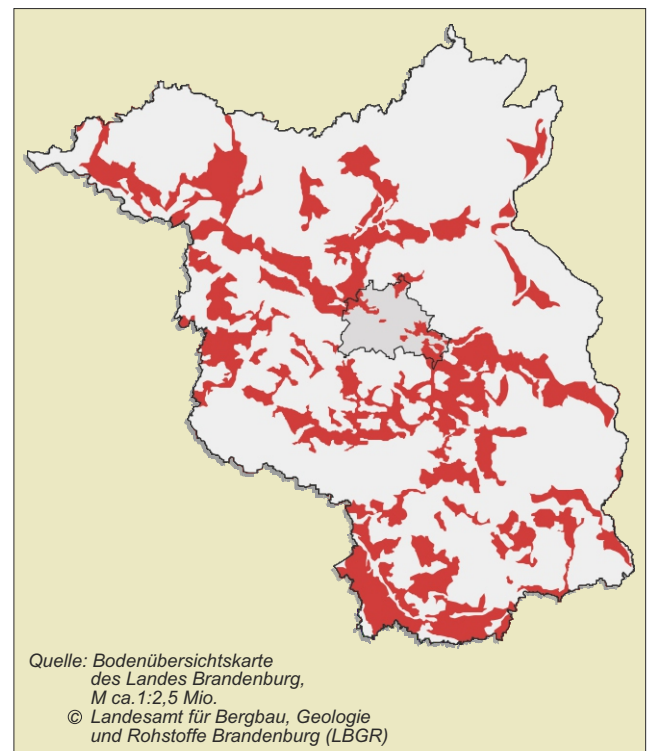 Quelle: Bodenübersichtskarte
des Landes Brandenburg,
M ca.1:2,5 Mio.
© Landesamt für Bergbau, Geologie
und Rohstoffe Brandenburg (LBGR)